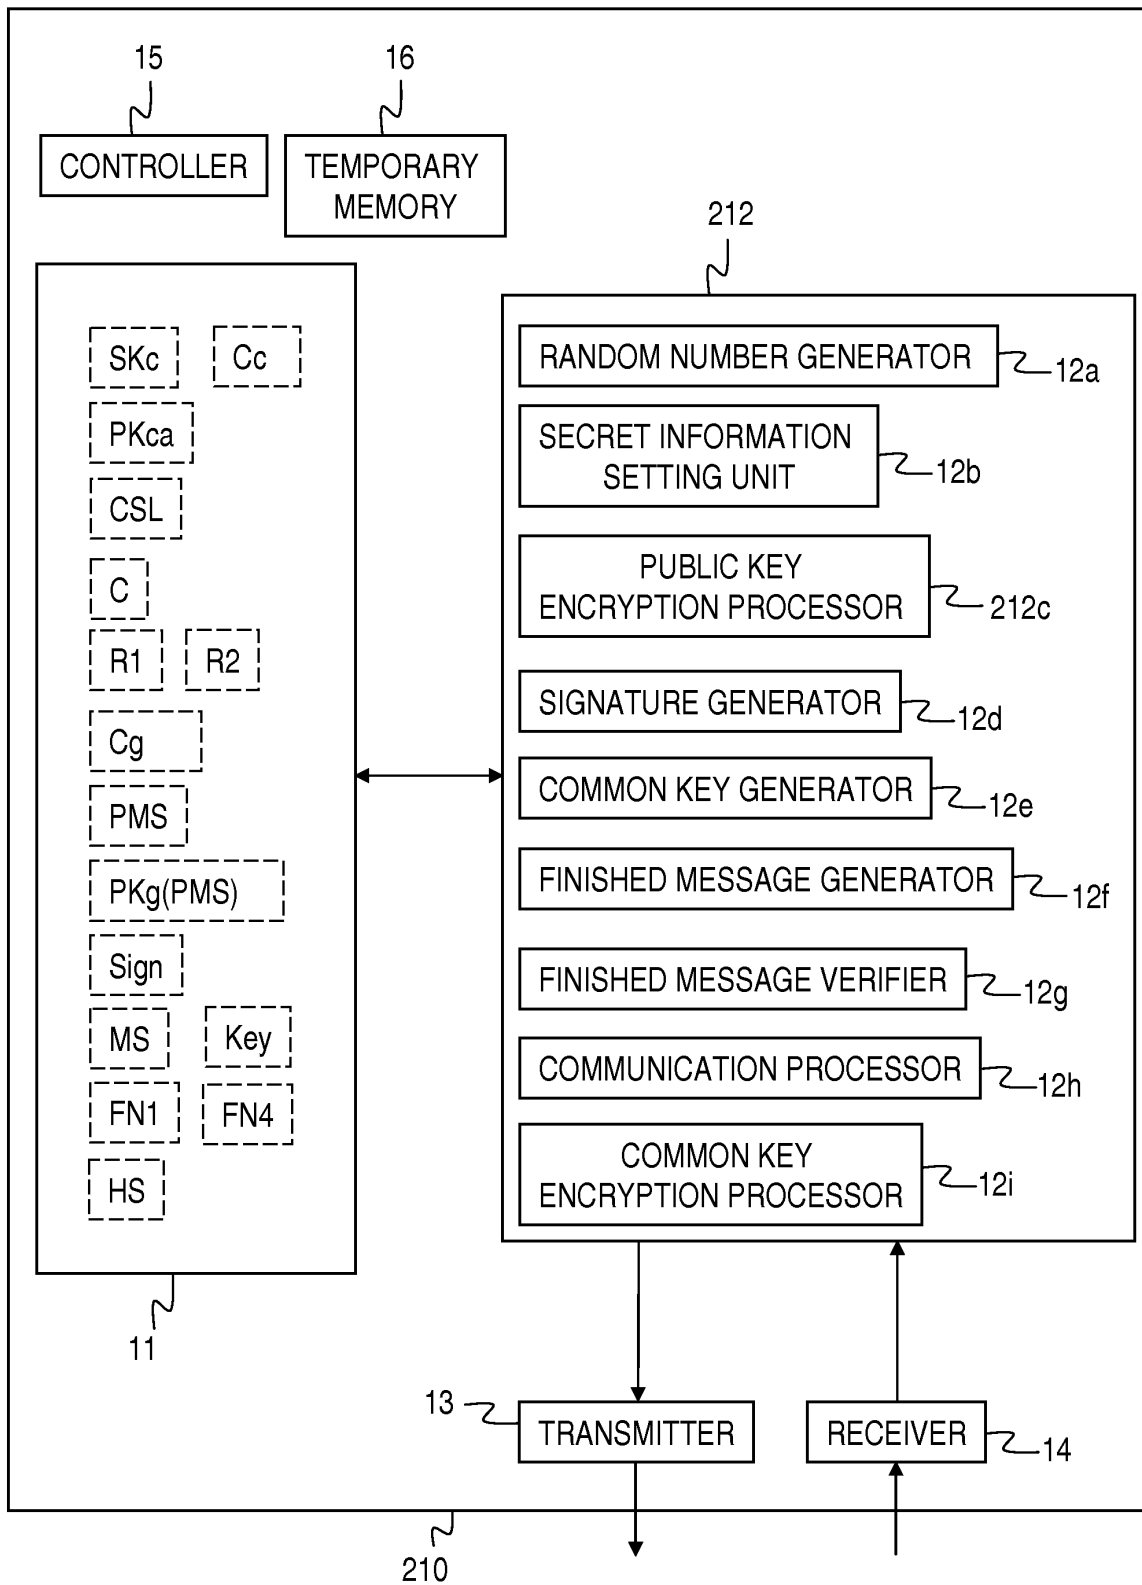 15
16
CONTROLLER
TEMPORARY
MEMORY
212
SKc
Cc
PKca
CSL
C
R1
R2
Cg
PMS
PKg(PMS)
Sign
MS
Key
FN1
FN4
HS
11
RANDOM NUMBER GENERATOR
12a
SECRET INFORMATION
SETTING UNIT
12b
PUBLIC KEY
ENCRYPTION PROCESSOR
212c
SIGNATURE GENERATOR
12d
COMMON KEY GENERATOR
12e
FINISHED MESSAGE GENERATOR
12f
FINISHED MESSAGE VERIFIER
12g
COMMUNICATION PROCESSOR
12h
COMMON KEY
ENCRYPTION PROCESSOR
12i
13
TRANSMITTER
RECEIVER
14
210